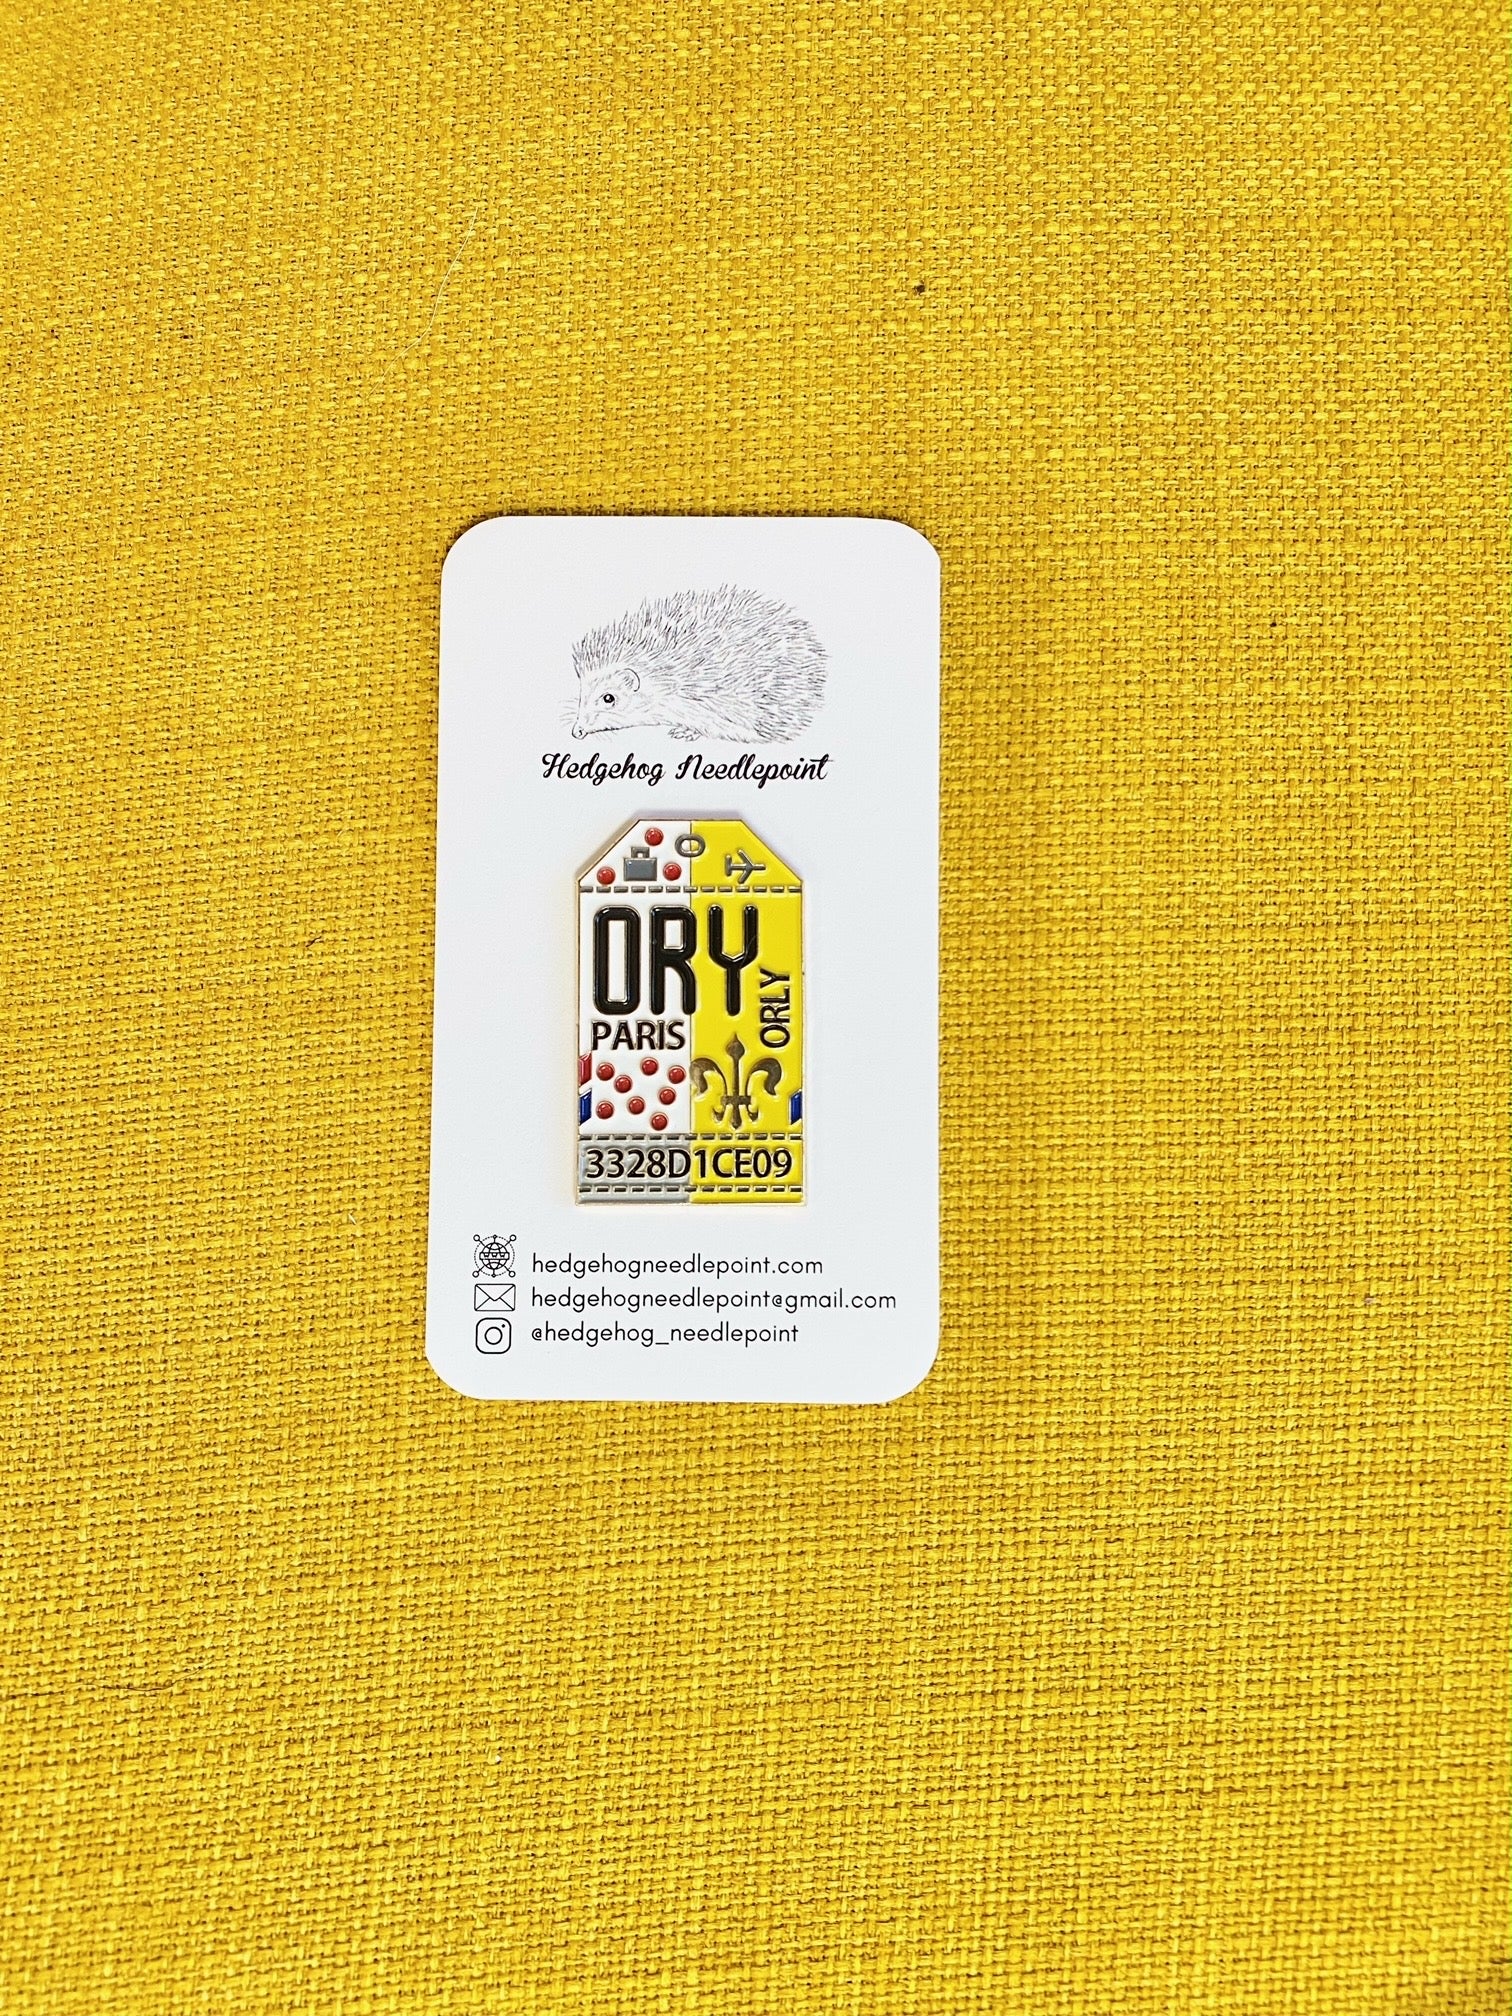 Hedgehog Needlepoint
ORY
ORLY
PARIS
3328D1CE09
hedgehogneedlepoint.com
hedgehogneedlepoint@gmail.com
@hedgehog_needlepoint